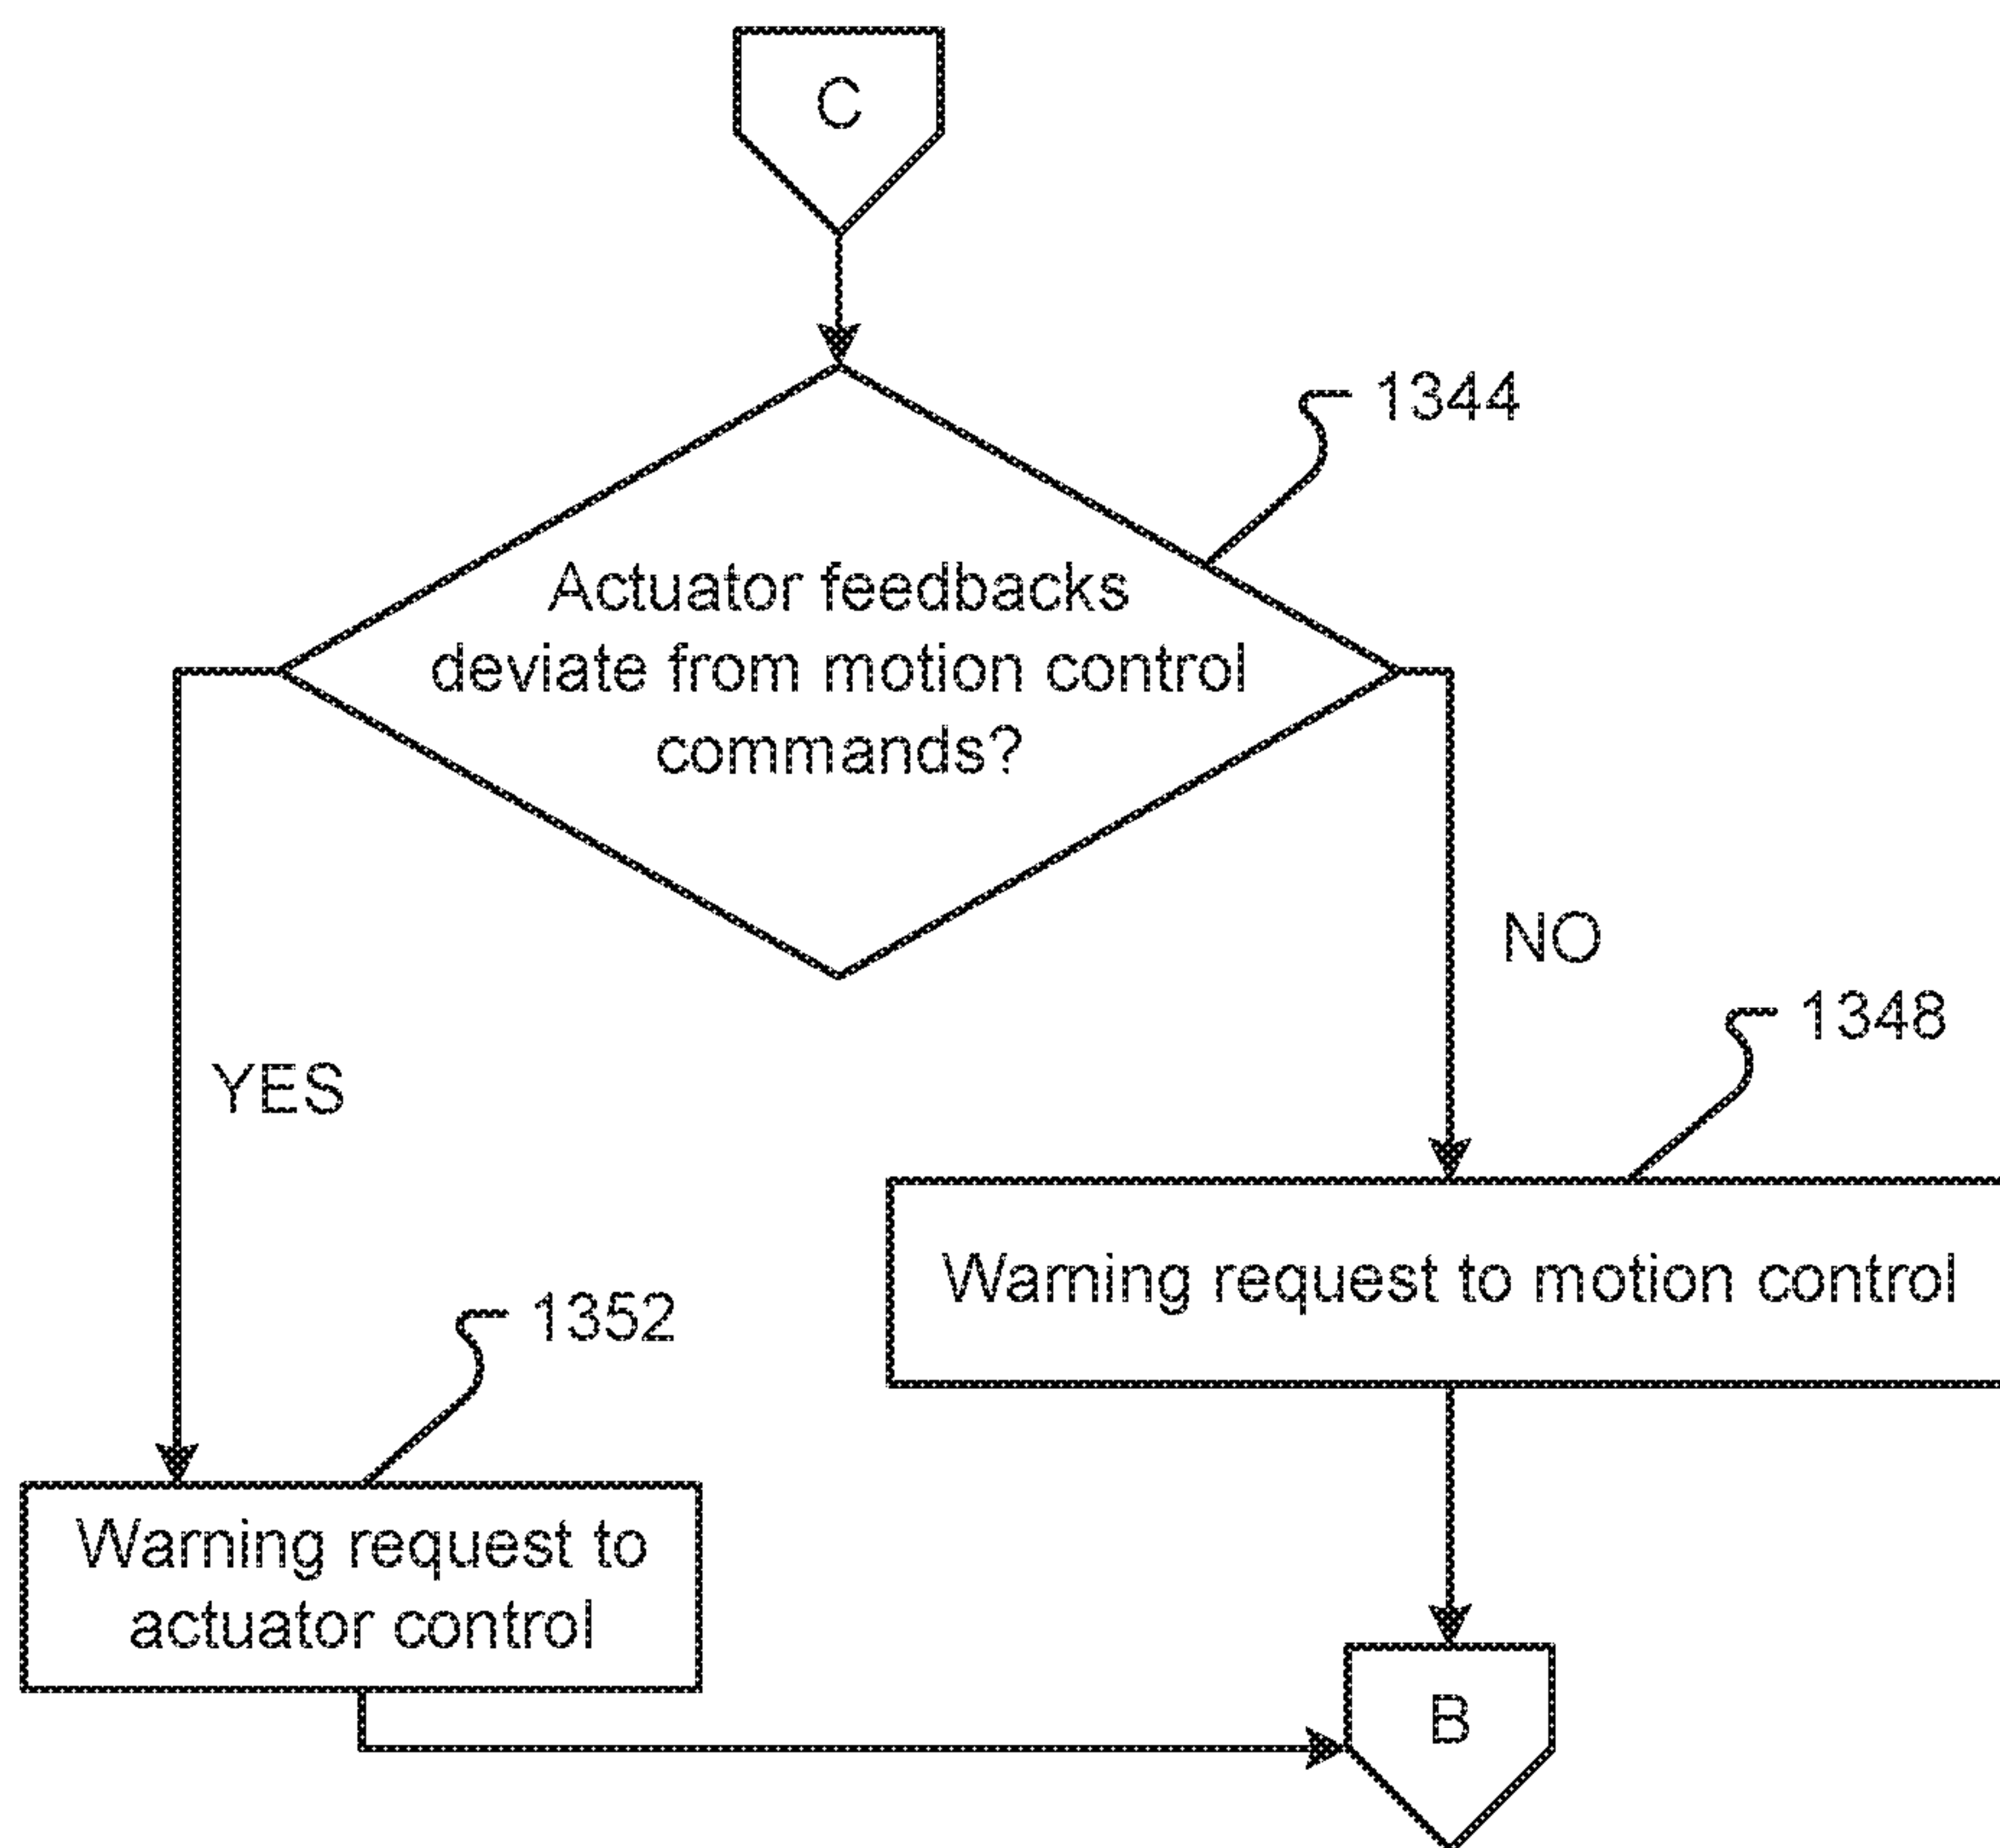 C
1344
Actuator feedbacks
deviate from motion control
commands?
NO
1348
YES
Warning request to motion control
1352
Warning request to
actuator control
B